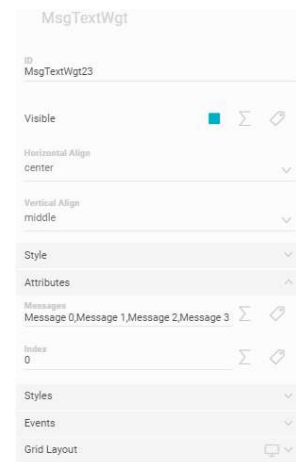 MsgTextWgt
ID
MsgTextWgt23
Visible
Horizontal Align
center
Vertical Align
middle
Style
Attributes
Messages
Message 0,Message 1,Message 2,Message 3
Index
0
Styles
Events
Grid Layout